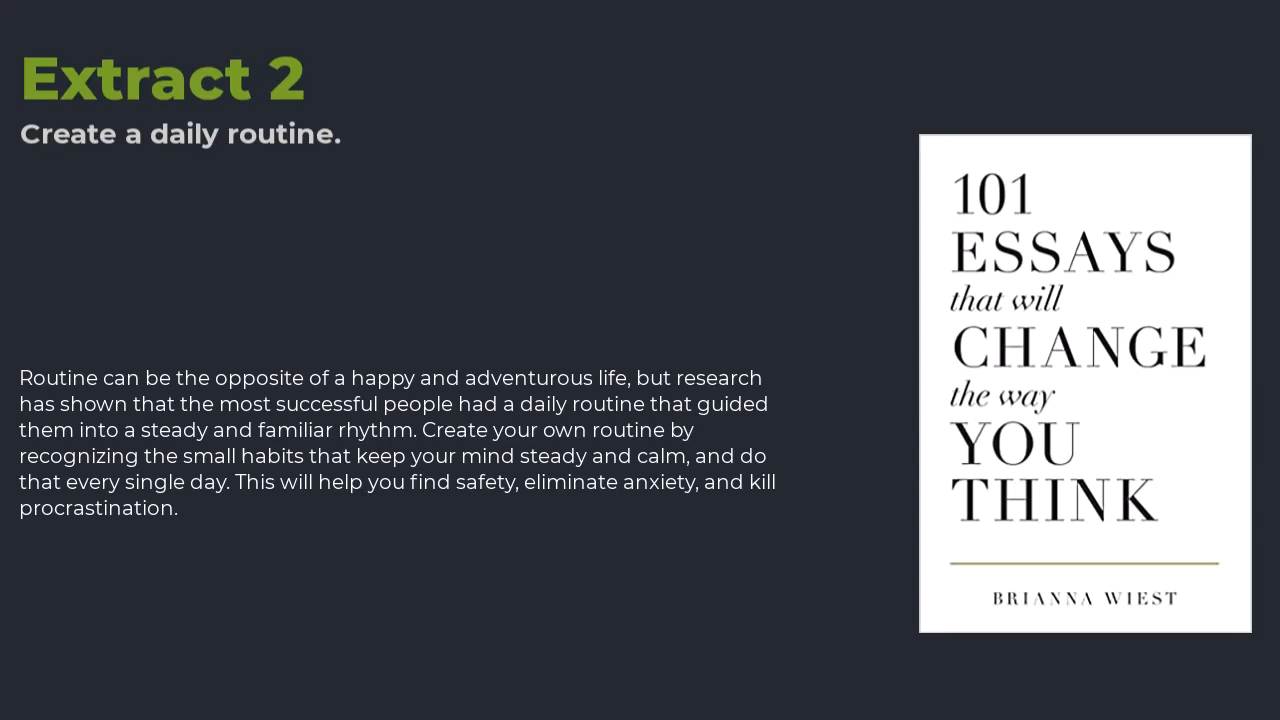 Extract 2
Create a daily routine.
Routine can be the opposite of a happy and adventurous life, but research
has shown that the most successful people had a daily routine that guided
them into a steady and familiar rhythm. Create your own routine by
recognizing the small habits that keep your mind steady and calm, and do
that every single day. This will help you find safety, eliminate anxiety, and kill
procrastination.
101
ESSAYS
that will
CHANGE
the way
YOU
THINK
BRIANNA WIEST